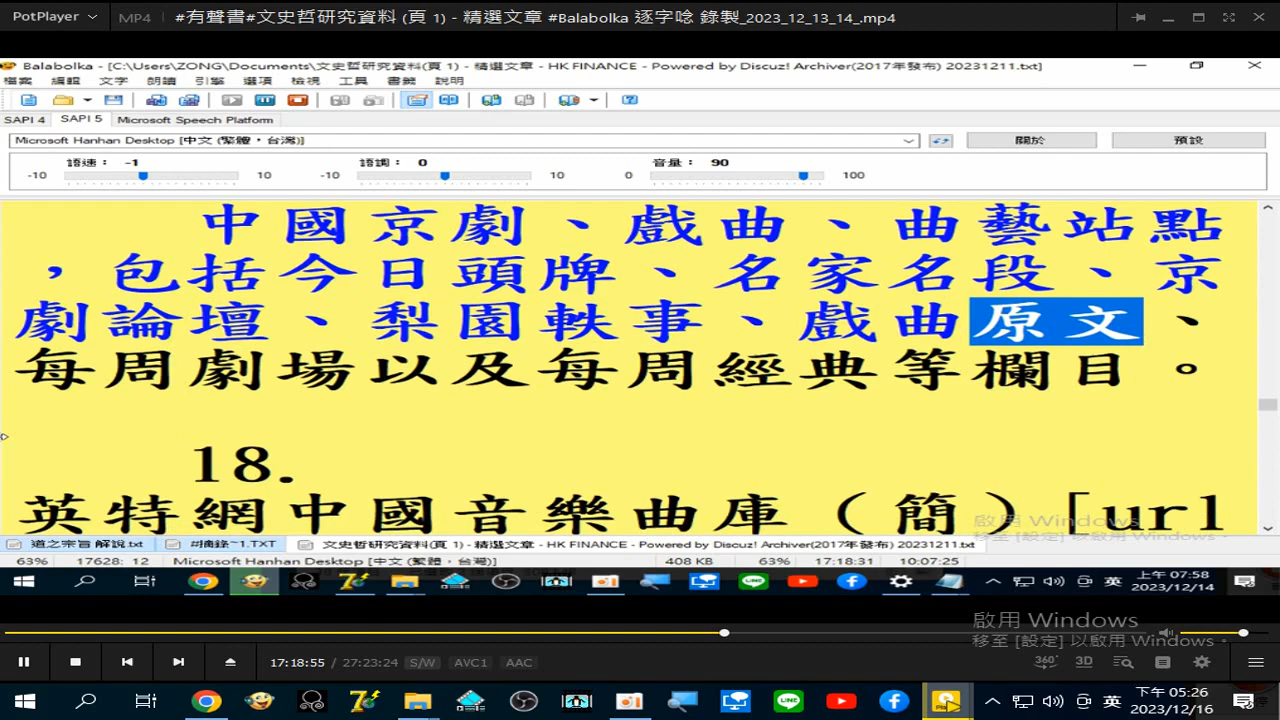 PotPlayer MP4 #有聲書#文史哲研究資料 (頁 1) - 精選文章 #Balabolka 逐字唸 錄製_2023_12_13_14_.mp4
Balabolka - [C:\Users\ZONG\Documents\文史哲研究資料(頁 1) - 精選文章 - HK FINANCE - Powered by Discuz! Archiver(2017年發布) 20231211.txt]
檔案 編輯 文字 朗讀 引擎 選項 檢視 工具 書籤 說明
SAPI 4 SAPI 5 Microsoft Speech Platform
Microsoft Hanhan Desktop [中文 (繁體，台灣)] 關於 預設
語速： -1 語調： 0 音量： 90
-10 10 -10 10 0 100
中國京劇、戲曲、曲藝站點
，包括今日頭牌、名家名段、京
劇論壇、梨園軼事、戲曲原文、
每周劇場以及每周經典等欄目。
18.
英特網中國音樂曲庫（簡）[url
啟用 Windows
移至 [設定] 以啟用 Windows。
道之宗旨 解說.txt #摘錄~1.TXT 文史哲研究資料(頁 1) - 精選文章 - HK FINANCE - Powered by Discuz! Archiver(2017年發布) 20231211.txt
63% 17628: 12 Microsoft Hanhan Desktop [中文 (繁體，台灣)] 408 KB 63% 17:18:31 10:07:25
英 上午 07:58
2023/12/14
啟用 Windows
移至 [設定] 以啟用 Windows。
17:18:55 / 27:23:24 S/W AVC1 AAC 360° 3D
英 下午 05:26
2023/12/16